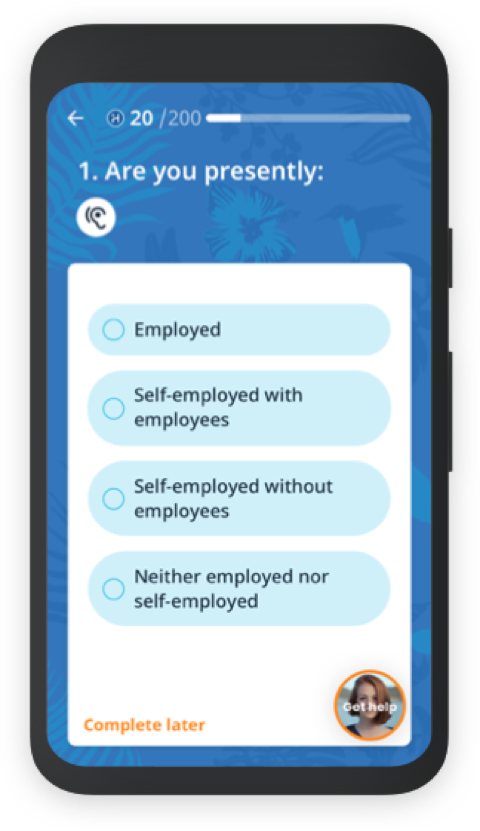 20 /200
1. Are you presently:
Employed
Self-employed with
employees
Self-employed without
employees
Neither employed nor
self-employed
Get help
Complete later